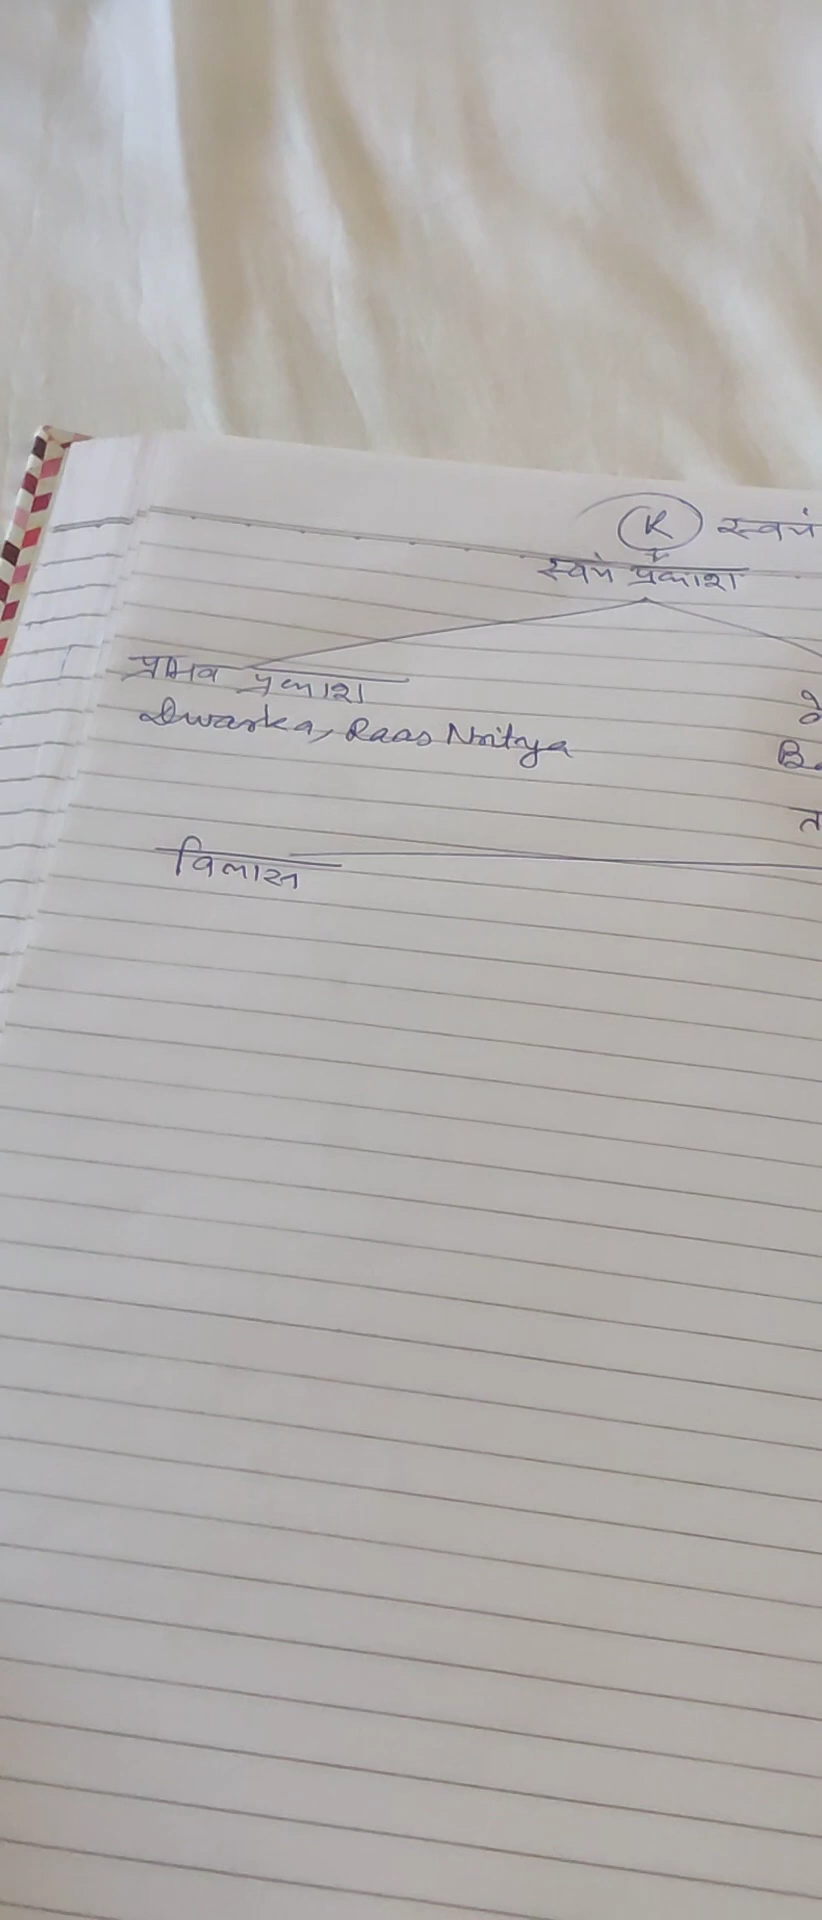 K स्वयं
स्वयं प्रकाश
प्राभव प्रकाश
Dwarka, Raas Nritya
विलास